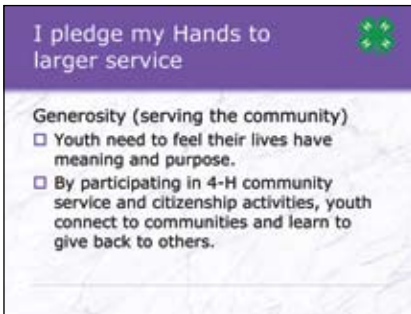 I pledge my Hands to
larger service
Generosity (serving the community)
Youth need to feel their lives have
meaning and purpose.
By participating in 4-H community
service and citizenship activities, youth
connect to communities and learn to
give back to others.